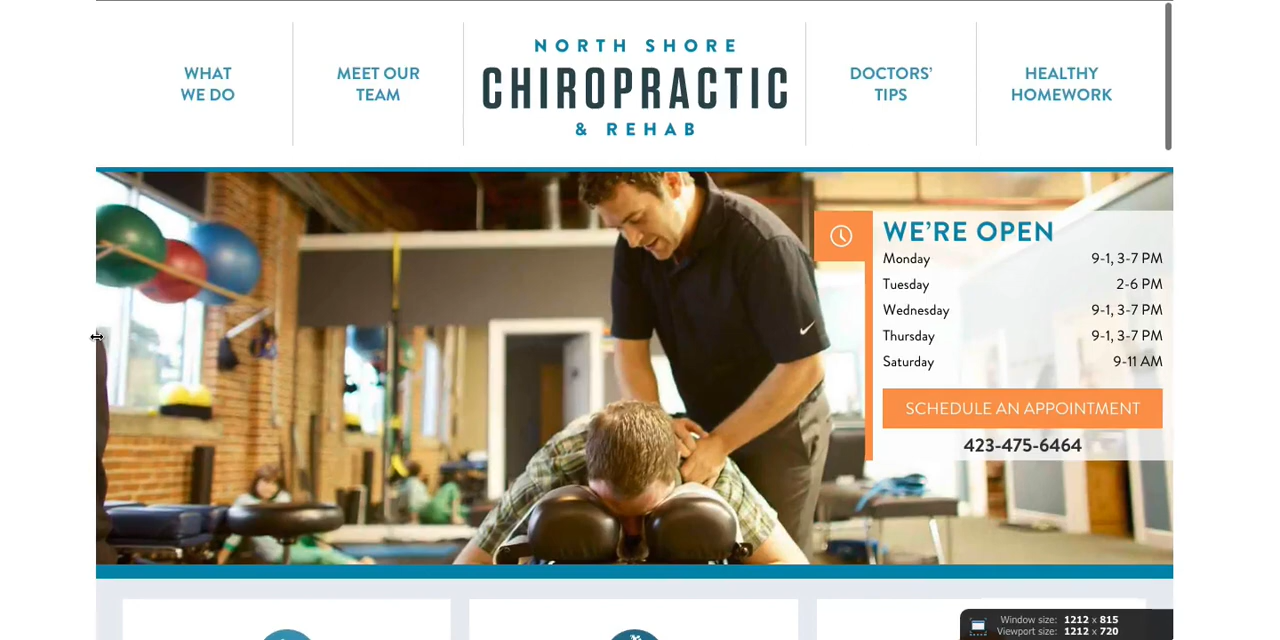 WHAT
WE DO
MEET OUR
TEAM
NORTH SHORE
CHIROPRACTIC
& REHAB
DOCTORS’
TIPS
HEALTHY
HOMEWORK
WE’RE OPEN
Monday 9-1, 3-7 PM
Tuesday 2-6 PM
Wednesday 9-1, 3-7 PM
Thursday 9-1, 3-7 PM
Saturday 9-11 AM
SCHEDULE AN APPOINTMENT
423-475-6464
Window size: 1212 x 815
Viewport size: 1212 x 720